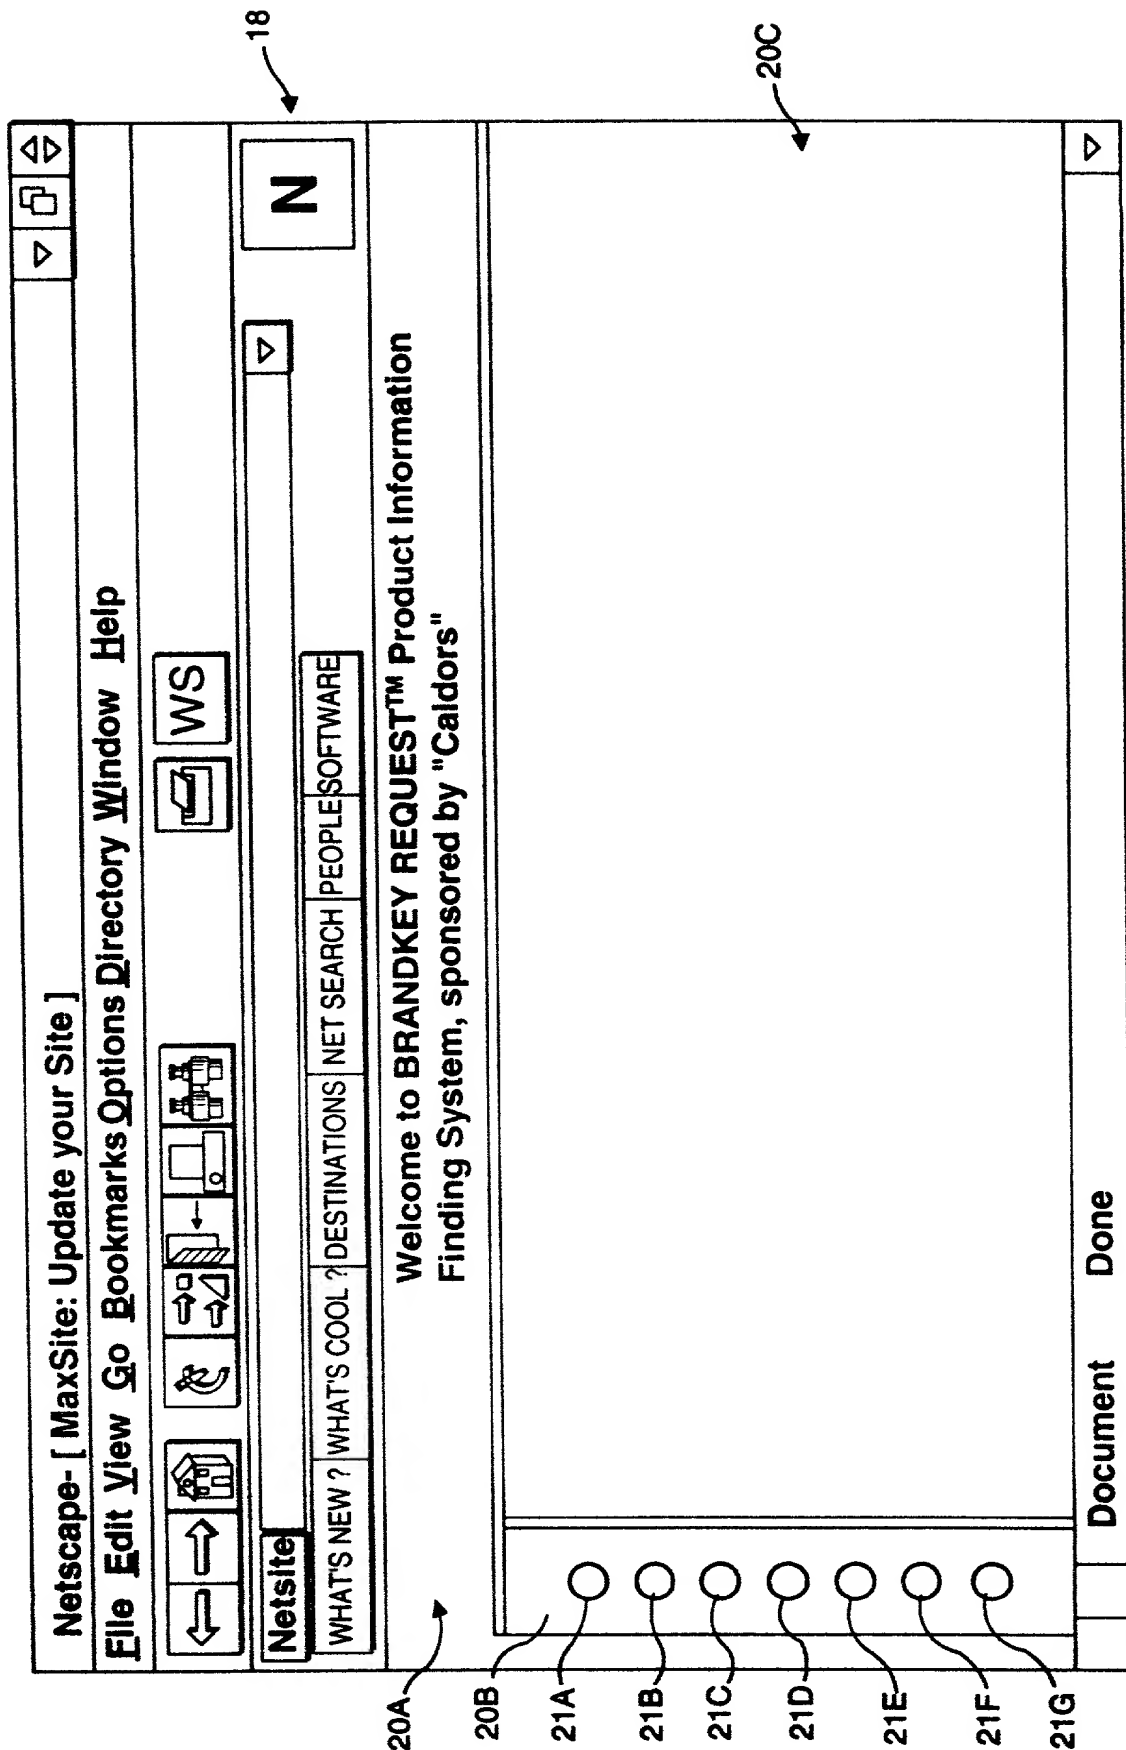 Netscape- [ MaxSite: Update your Site ]
File Edit View Go Bookmarks Options Directory Window Help
WS
Netsite
N
18
WHAT'S NEW ? WHAT'S COOL ? DESTINATIONS NET SEARCH PEOPLE SOFTWARE
Welcome to BRANDKEY REQUEST™ Product Information
Finding System, sponsored by "Caldors"
20A
20B
20C
21A
21B
21C
21D
21E
21F
21G
Document Done